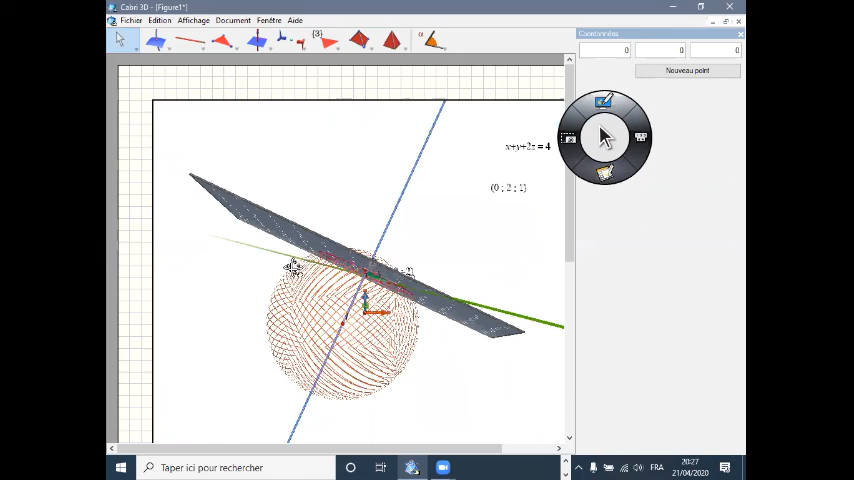 Cabri 3D - [Figure1*]
Fichier Edition Affichage Document Fenêtre Aide
{3} α
Coordonnées
0 0 0
Nouveau point
x+y+2z = 4
(0 ; 2 ; 1)
Taper ici pour rechercher
FRA
20:27
21/04/2020